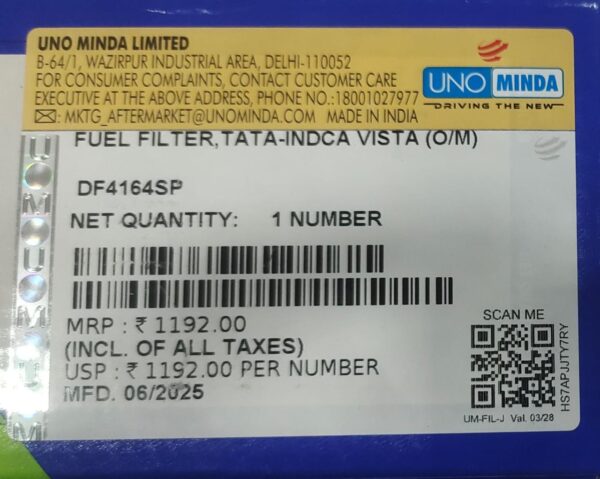 UNO MINDA LIMITED
B-64/1, WAZIRPUR INDUSTRIAL AREA, DELHI-110052
FOR CONSUMER COMPLAINTS, CONTACT CUSTOMER CARE
EXECUTIVE AT THE ABOVE ADDRESS, PHONE NO.:18001027977
✉: MKTG_AFTERMARKET@UNOMINDA.COM MADE IN INDIA
UNO MINDA
DRIVING THE NEW
FUEL FILTER,TATA-INDCA VISTA (O/M)
DF4164SP
NET QUANTITY: 1 NUMBER
MRP : ₹ 1192.00
(INCL. OF ALL TAXES)
USP : ₹ 1192.00 PER NUMBER
MFD. 06/2025
SCAN ME
HS7APJJTY7RY
UM-FIL-J Val. 03/28